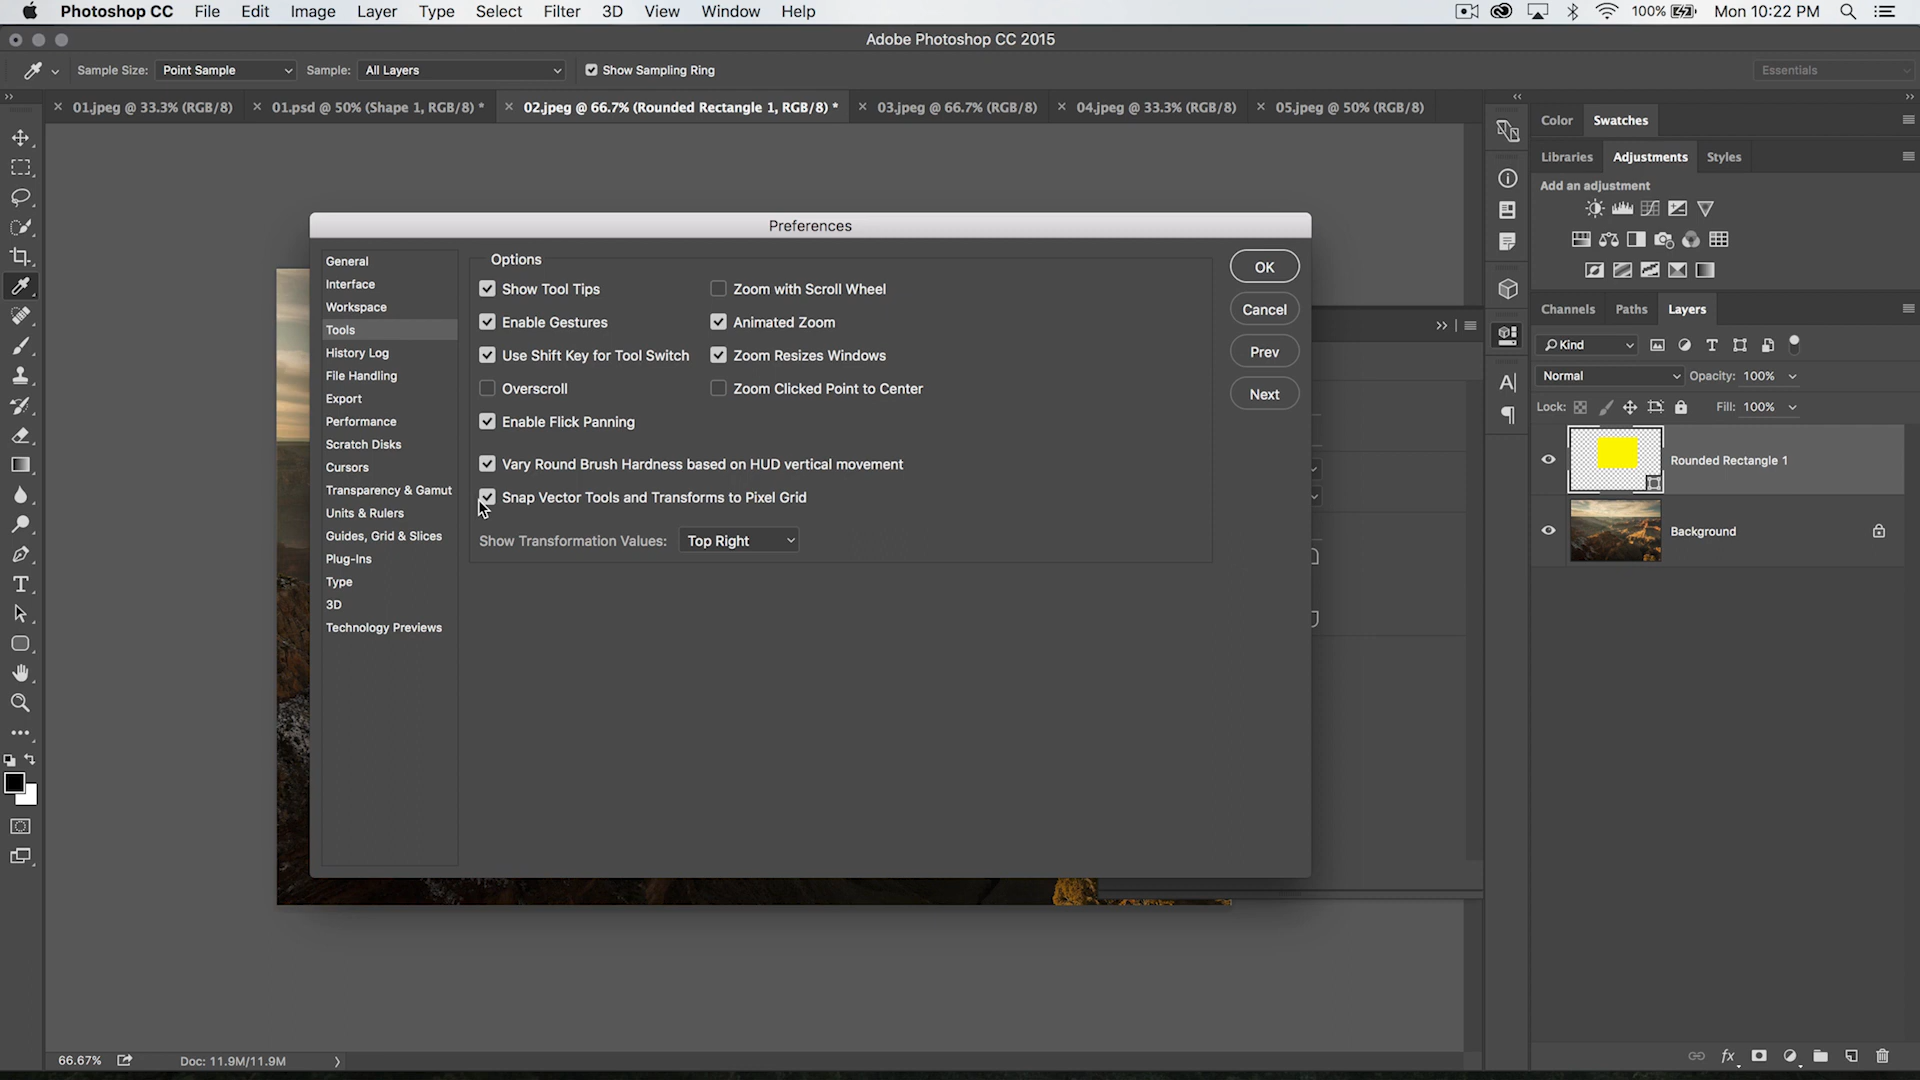 Photoshop CC File Edit Image Layer Type Select Filter 3D View Window Help 100% Mon 10:22 PM
Adobe Photoshop CC 2015
Sample Size: Point Sample Sample: All Layers Show Sampling Ring Essentials
01.jpeg @ 33.3% (RGB/8) 01.psd @ 50% (Shape 1, RGB/8) * 02.jpeg @ 66.7% (Rounded Rectangle 1, RGB/8) * 03.jpeg @ 66.7% (RGB/8) 04.jpeg @ 33.3% (RGB/8) 05.jpeg @ 50% (RGB/8)
Color Swatches
Libraries Adjustments Styles
Add an adjustment
Preferences
General
Interface
Workspace
Tools
History Log
File Handling
Export
Performance
Scratch Disks
Cursors
Transparency & Gamut
Units & Rulers
Guides, Grid & Slices
Plug-Ins
Type
3D
Technology Previews
Options
Show Tool Tips Zoom with Scroll Wheel
Enable Gestures Animated Zoom
Use Shift Key for Tool Switch Zoom Resizes Windows
Overscroll Zoom Clicked Point to Center
Enable Flick Panning
Vary Round Brush Hardness based on HUD vertical movement
Snap Vector Tools and Transforms to Pixel Grid
Show Transformation Values: Top Right
OK
Cancel
Prev
Next
Channels Paths Layers
Kind
Normal Opacity: 100%
Lock: Fill: 100%
Rounded Rectangle 1
Background
66.67% Doc: 11.9M/11.9M